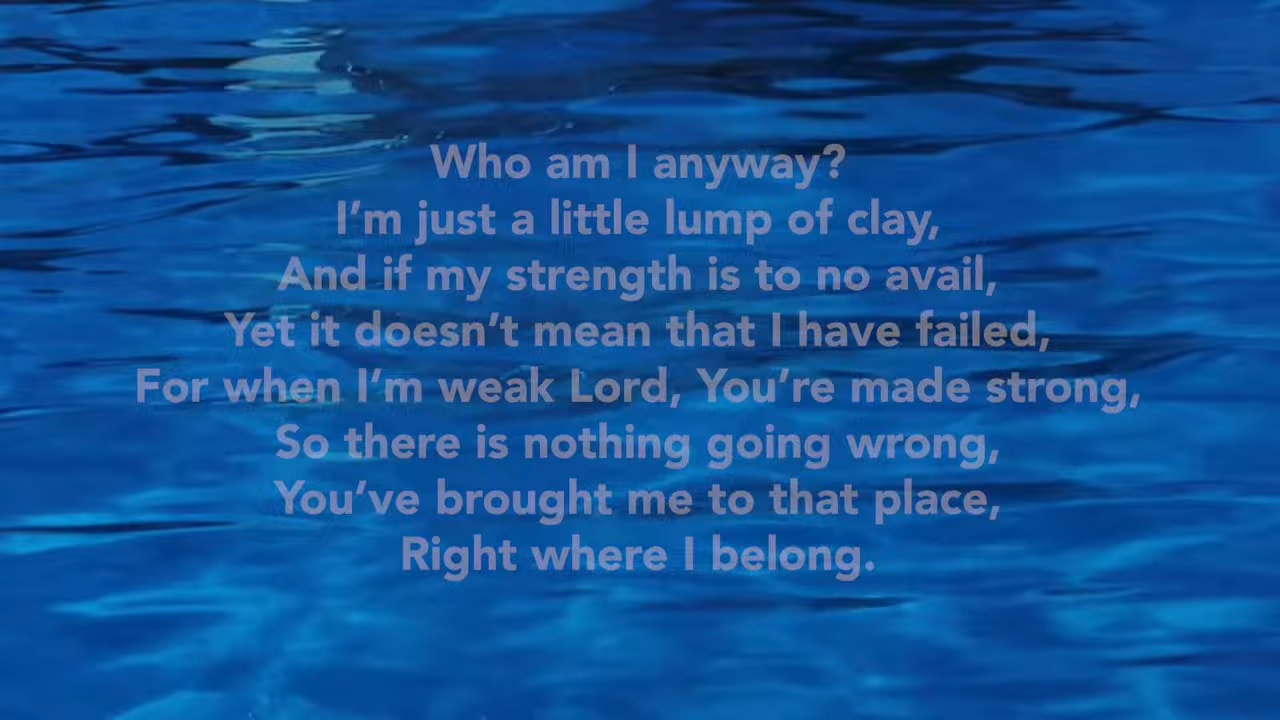 Who am I anyway?
I’m just a little lump of clay,
And if my strength is to no avail,
Yet it doesn’t mean that I have failed,
For when I’m weak Lord, You’re made strong,
So there is nothing going wrong,
You’ve brought me to that place,
Right where I belong.